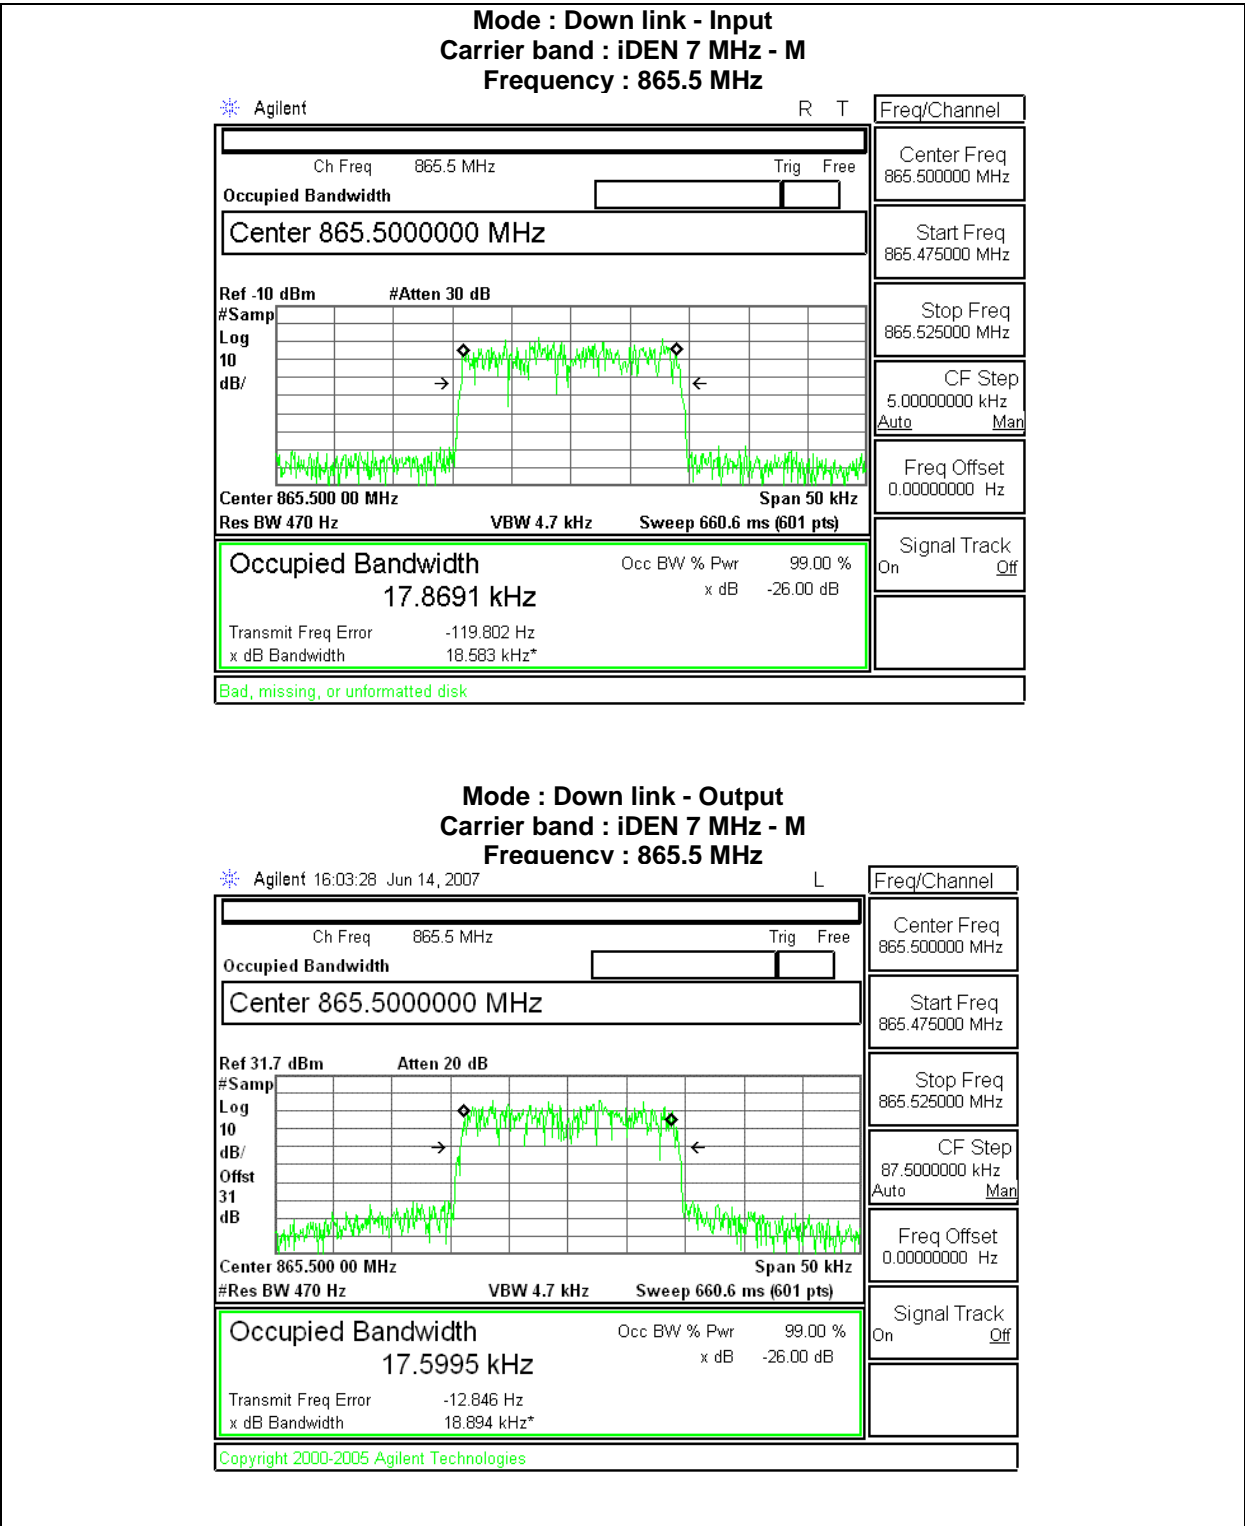 Mode : Down link - Input
Carrier band : iDEN 7 MHz - M
Frequency : 865.5 MHz
Agilent R T Freq/Channel
Ch Freq 865.5 MHz Trig Free
Occupied Bandwidth
Center 865.5000000 MHz
Center Freq
865.500000 MHz
Start Freq
865.475000 MHz
Stop Freq
865.525000 MHz
CF Step
5.00000000 kHz
Auto Man
Freq Offset
0.00000000 Hz
Signal Track
On Off
Ref -10 dBm #Atten 30 dB
#Samp
Log
10
dB/
Center 865.500 00 MHz Span 50 kHz
Res BW 470 Hz VBW 4.7 kHz Sweep 660.6 ms (601 pts)
Occupied Bandwidth Occ BW % Pwr 99.00 %
17.8691 kHz x dB -26.00 dB
Transmit Freq Error -119.802 Hz
x dB Bandwidth 18.583 kHz*
Bad, missing, or unformatted disk
Mode : Down link - Output
Carrier band : iDEN 7 MHz - M
Frequency : 865.5 MHz
Agilent 16:03:28 Jun 14, 2007 L Freq/Channel
Ch Freq 865.5 MHz Trig Free
Occupied Bandwidth
Center 865.5000000 MHz
Center Freq
865.500000 MHz
Start Freq
865.475000 MHz
Stop Freq
865.525000 MHz
CF Step
87.5000000 kHz
Auto Man
Freq Offset
0.00000000 Hz
Signal Track
On Off
Ref 31.7 dBm Atten 20 dB
#Samp
Log
10
dB/
Offst
31
dB
Center 865.500 00 MHz Span 50 kHz
#Res BW 470 Hz VBW 4.7 kHz Sweep 660.6 ms (601 pts)
Occupied Bandwidth Occ BW % Pwr 99.00 %
17.5995 kHz x dB -26.00 dB
Transmit Freq Error -12.846 Hz
x dB Bandwidth 18.894 kHz*
Copyright 2000-2005 Agilent Technologies